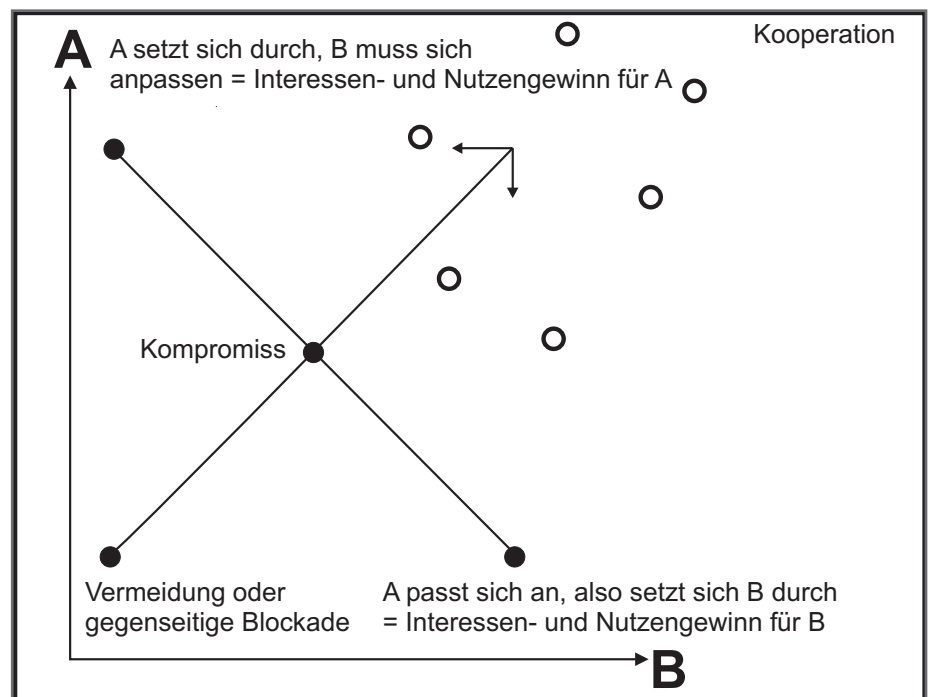 Kooperation
A
A setzt sich durch, B muss sich
anpassen = Interessen- und Nutzengewinn für A
Kompromiss
Vermeidung oder
gegenseitige Blockade
A passt sich an, also setzt sich B durch
= Interessen- und Nutzengewinn für B
B